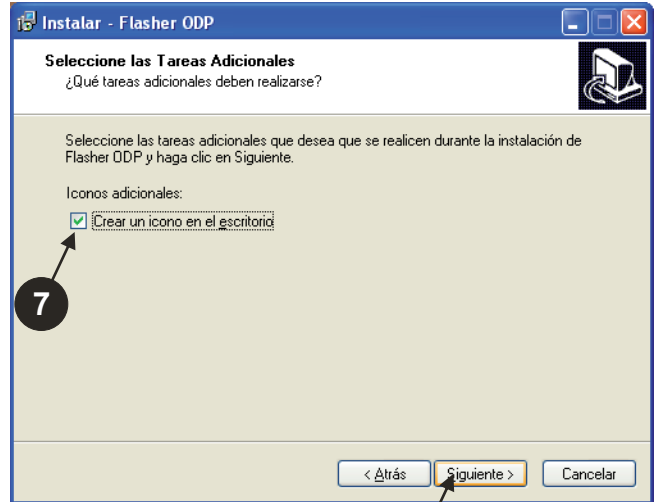 Instalar - Flasher ODP
Seleccione las Tareas Adicionales
¿Qué tareas adicionales deben realizarse?
Seleccione las tareas adicionales que desea que se realicen durante la instalación de
Flasher ODP y haga clic en Siguiente.
Iconos adicionales:
Crear un icono en el escritorio
7
< Atrás Siguiente > Cancelar